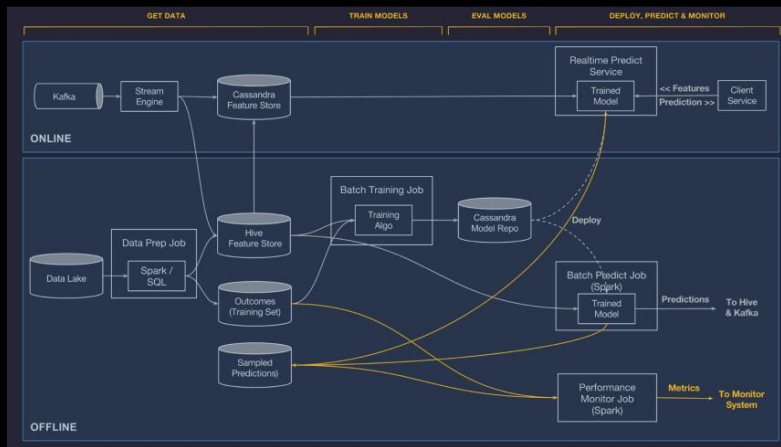 GET DATA
TRAIN MODELS
EVAL MODELS
DEPLOY, PREDICT & MONITOR
Kafka
Stream
Engine
Cassandra
Feature Store
Realtime Predict
Service
Trained
Model
<< Features
Prediction >>
Client
Service
ONLINE
Data Lake
Data Prep Job
Spark /
SQL
Hive
Feature Store
Outcomes
(Training Set)
Sampled
Predictions)
Batch Training Job
Training
Algo
Cassandra
Model Repo
Deploy
Batch Predict Job
(Spark)
Trained
Model
Predictions
To Hive
& Kafka
Performance
Monitor Job
(Spark)
Metrics
To Monitor
System
OFFLINE